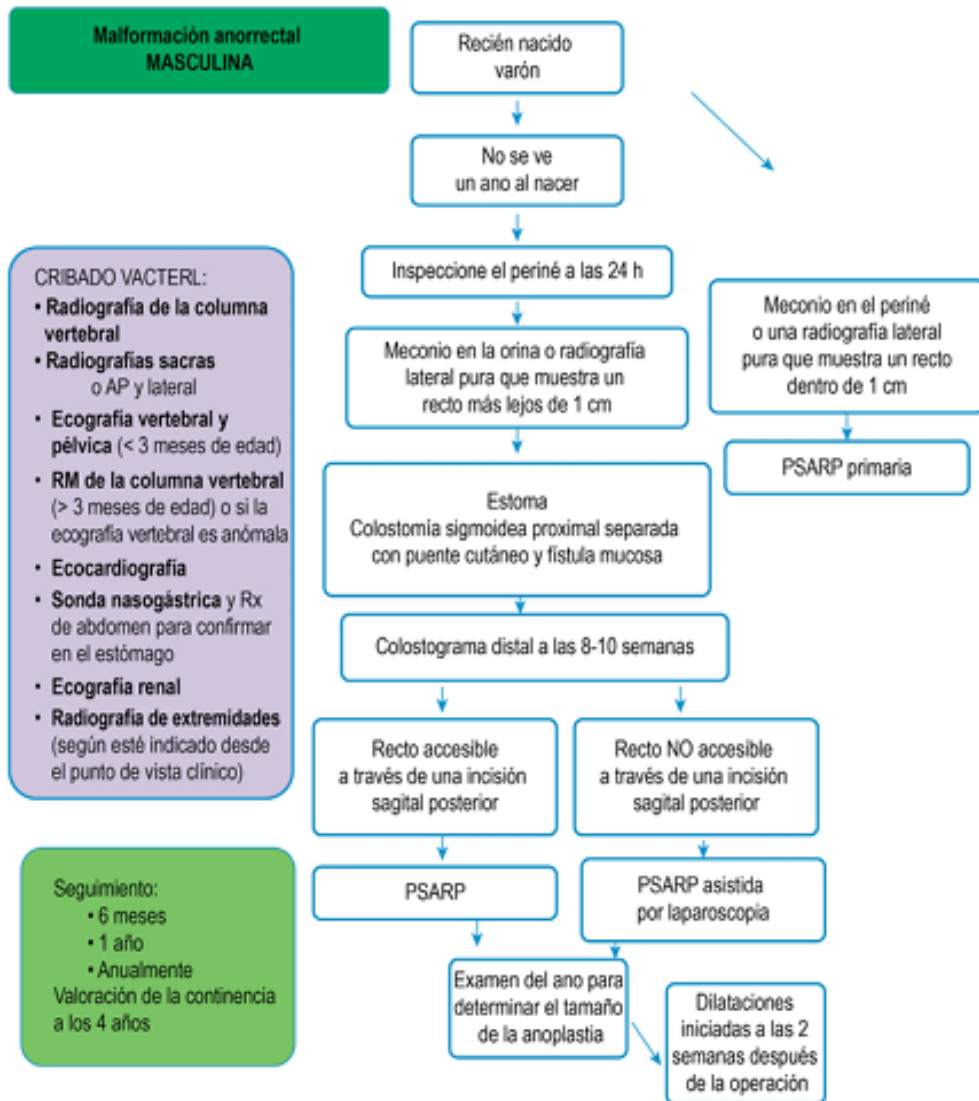 Malformación anorrectal
MASCULINA
Recién nacido
varón
No se ve
un ano al nacer
Inspeccione el periné a las 24 h
Meconio en la orina o radiografía
lateral pura que muestra un
recto más lejos de 1 cm
Meconio en el periné
o una radiografía lateral
pura que muestra un recto
dentro de 1 cm
PSARP primaria
Estoma
Colostomía sigmoidea proximal separada
con puente cutáneo y fístula mucosa
Colostograma distal a las 8-10 semanas
Recto accesible
a través de una incisión
sagital posterior
Recto NO accesible
a través de una incisión
sagital posterior
PSARP
PSARP asistida
por laparoscopia
Examen del ano para
determinar el tamaño
de la anoplastia
Dilataciones
iniciadas a las 2
semanas después
de la operación
CRIBADO VACTERL:
• Radiografía de la columna
vertebral
• Radiografías sacras
o AP y lateral
• Ecografía vertebral y
pélvica (< 3 meses de edad)
• RM de la columna vertebral
(> 3 meses de edad) o si la
ecografía vertebral es anómala
• Ecocardiografía
• Sonda nasogástrica y Rx
de abdomen para confirmar
en el estómago
• Ecografía renal
• Radiografía de extremidades
(según esté indicado desde
el punto de vista clínico)
Seguimiento:
• 6 meses
• 1 año
• Anualmente
Valoración de la continencia
a los 4 años